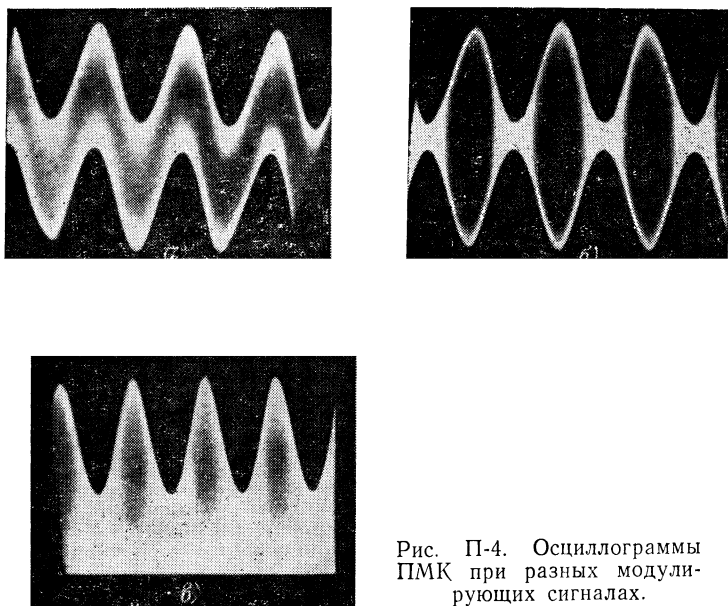 в)
Рис. П-4. Осциллограммы
ПМК при разных модули-
рующих сигналах.